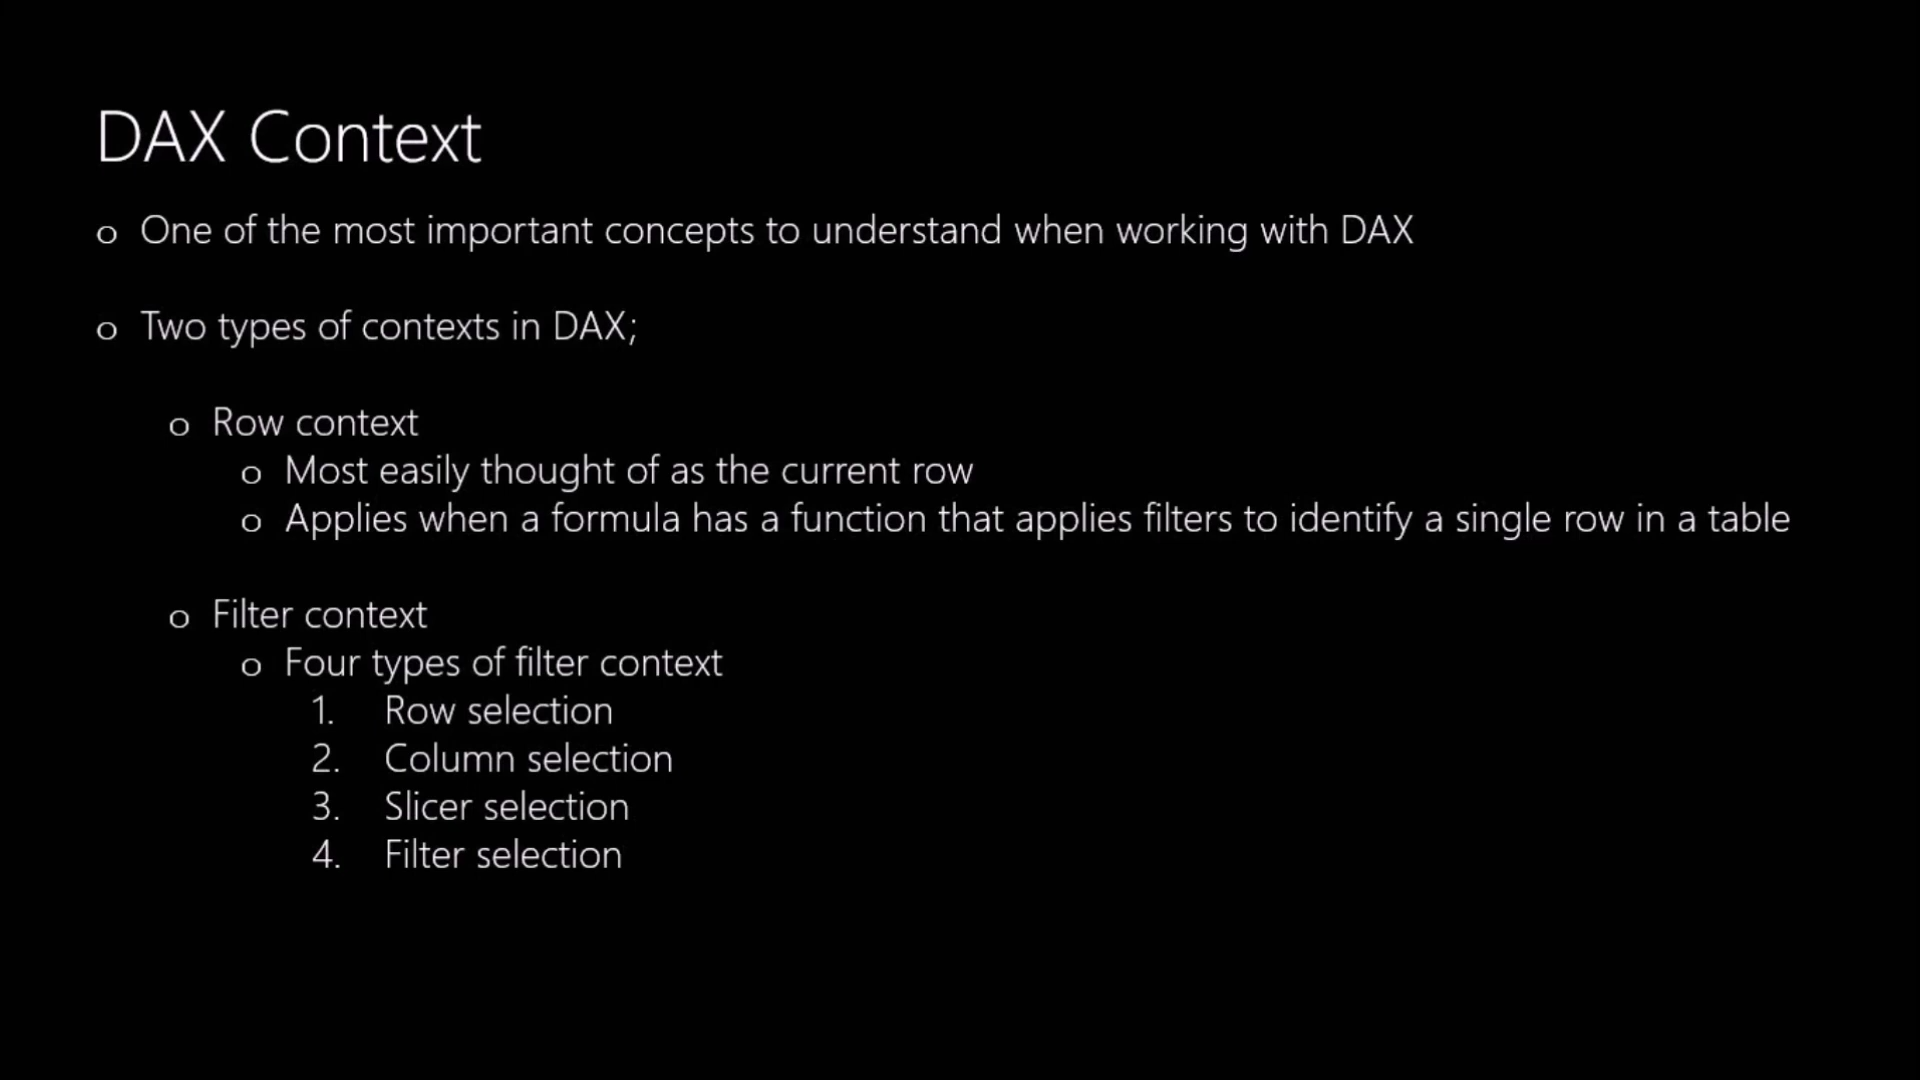 DAX Context
o One of the most important concepts to understand when working with DAX
o Two types of contexts in DAX;
o Row context
o Most easily thought of as the current row
o Applies when a formula has a function that applies filters to identify a single row in a table
o Filter context
o Four types of filter context
1. Row selection
2. Column selection
3. Slicer selection
4. Filter selection